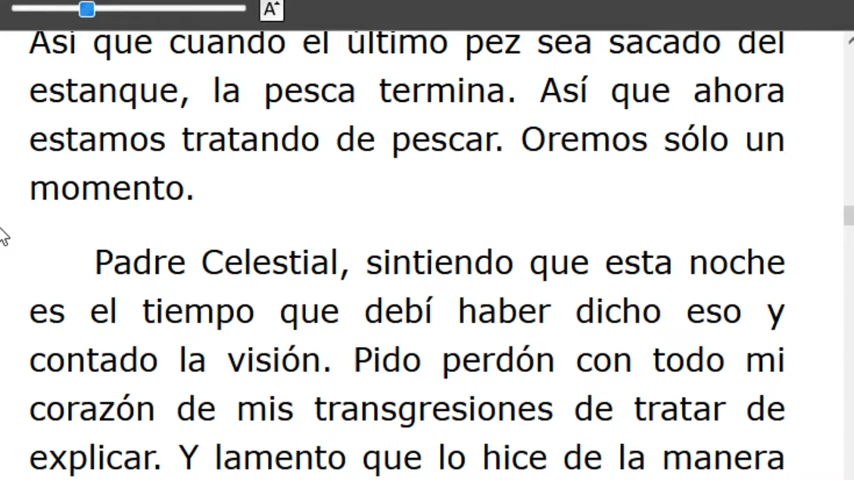 A
Así que cuando el último pez sea sacado del
estanque, la pesca termina. Así que ahora
estamos tratando de pescar. Oremos sólo un
momento.
Padre Celestial, sintiendo que esta noche
es el tiempo que debí haber dicho eso y
contado la visión. Pido perdón con todo mi
corazón de mis transgresiones de tratar de
explicar. Y lamento que lo hice de la manera